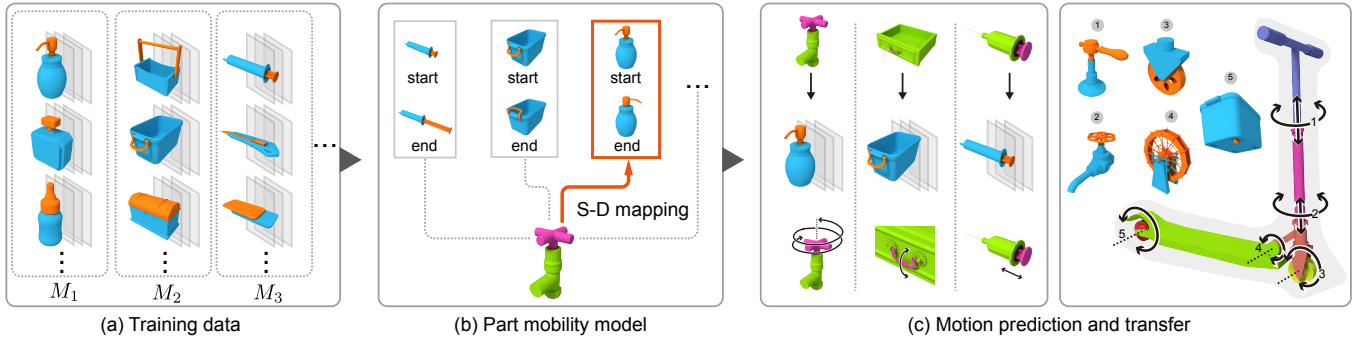 M1
M2
M3
...
(a) Training data
start
end
start
end
start
end
...
S-D mapping
(b) Part mobility model
1
2
3
4
5
1
2
3
4
5
(c) Motion prediction and transfer